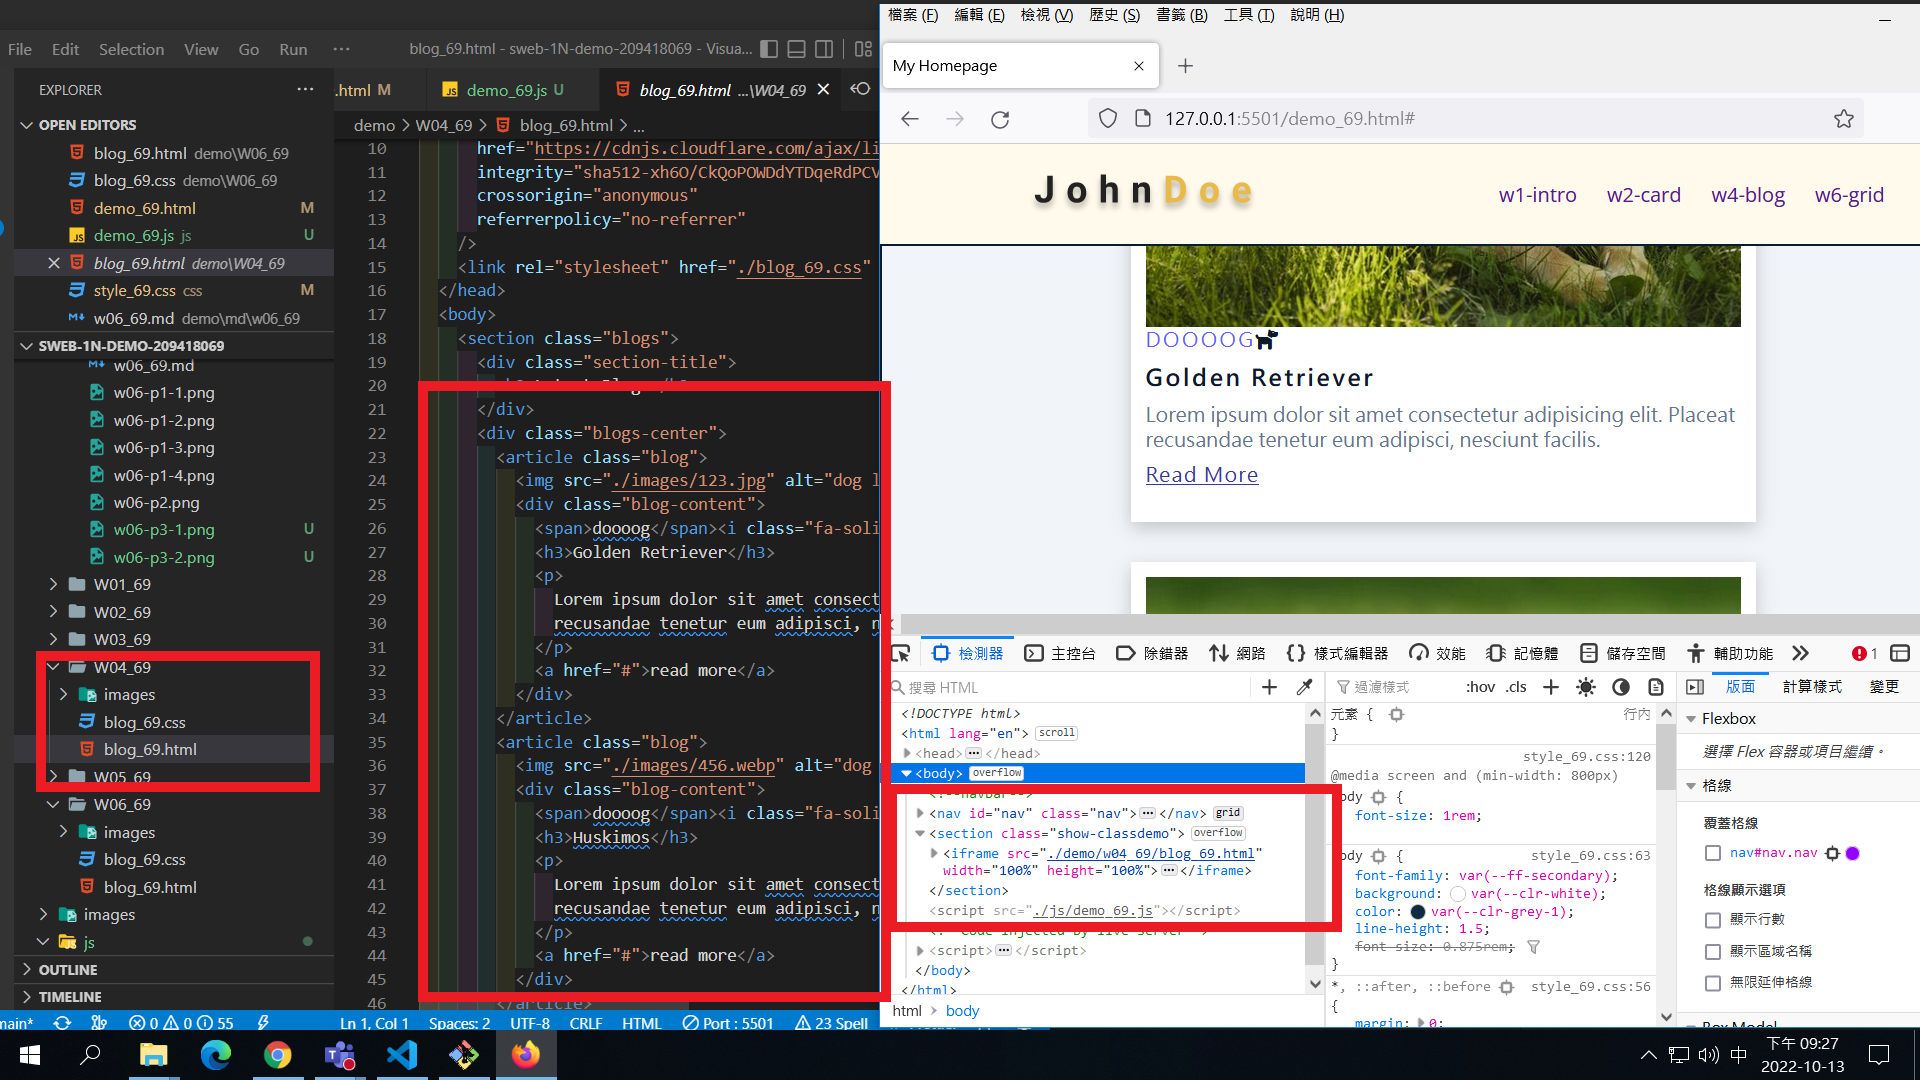 File Edit Selection View Go Run ··· blog_69.html - sweb-1N-demo-209418069 - Visua...
EXPLORER ···
OPEN EDITORS
blog_69.html demo\W06_69
blog_69.css demo\W06_69
demo_69.html M
demo_69.js js U
blog_69.html demo\W04_69
style_69.css css M
w06_69.md demo\md\w06_69
SWEB-1N-DEMO-209418069
w06_69.md
w06-p1-1.png
w06-p1-2.png
w06-p1-3.png
w06-p1-4.png
w06-p2.png
w06-p3-1.png U
w06-p3-2.png U
W01_69
W02_69
W03_69
W04_69
images
blog_69.css
blog_69.html
W05_69
W06_69
images
blog_69.css
blog_69.html
images
js
OUTLINE
TIMELINE
.html M demo_69.js U blog_69.html ...\W04_69
demo > W04_69 > blog_69.html > ...
10 href="https://cdnjs.cloudflare.com/ajax/li
11 integrity="sha512-xh6O/CkQoPOWDdYTDqeRdPCV
12 crossorigin="anonymous"
13 referrerpolicy="no-referrer"
14 />
15 <link rel="stylesheet" href="./blog_69.css"
16 </head>
17 <body>
18 <section class="blogs">
19 <div class="section-title">
20
21 </div>
22 <div class="blogs-center">
23 <article class="blog">
24 <img src="./images/123.jpg" alt="dog l
25 <div class="blog-content">
26 <span>doooog</span><i class="fa-soli
27 <h3>Golden Retriever</h3>
28 <p>
29 Lorem ipsum dolor sit amet consect
30 recusandae tenetur eum adipisci, n
31 </p>
32 <a href="#">read more</a>
33 </div>
34 </article>
35 <article class="blog">
36 <img src="./images/456.webp" alt="dog
37 <div class="blog-content">
38 <span>doooog</span><i class="fa-soli
39 <h3>Huskimos</h3>
40 <p>
41 Lorem ipsum dolor sit amet consect
42 recusandae tenetur eum adipisci, n
43 </p>
44 <a href="#">read more</a>
45 </div>
46 </article>
main* 0 0 55 Ln 1, Col 1 Spaces: 2 UTF-8 CRLF HTML Port : 5501 23 Spell
檔案 (F) 編輯 (E) 檢視 (V) 歷史 (S) 書籤 (B) 工具 (T) 說明 (H)
My Homepage
127.0.0.1:5501/demo_69.html#
JohnDoe w1-intro w2-card w4-blog w6-grid
DOOOOG
Golden Retriever
Lorem ipsum dolor sit amet consectetur adipisicing elit. Placeat
recusandae tenetur eum adipisci, nesciunt facilis.
Read More
檢測器 主控台 除錯器 網路 樣式編輯器 效能 記憶體 儲存空間 輔助功能 1
搜尋 HTML
<!DOCTYPE html>
<html lang="en"> scroll
<head> ··· </head>
<body> overflow
<!--navbar-->
<nav id="nav" class="nav"> ··· </nav> grid
<section class="show-classdemo"> overflow
<iframe src="./demo/w04_69/blog_69.html"
width="100%" height="100%"> ··· </iframe>
</section>
<script src="./js/demo_69.js"></script>
<!-- Code injected by live-server -->
<script> ··· </script>
</body>
</html>
html > body
過濾樣式 :hov .cls
元素 { 行內
}
style_69.css:120
@media screen and (min-width: 800px)
body {
font-size: 1rem;
body { style_69.css:63
font-family: var(--ff-secondary);
background: var(--clr-white);
color: var(--clr-grey-1);
line-height: 1.5;
font-size: 0.875rem;
}
*, ::after, ::before style_69.css:56
{
margin: 0;
版面 計算樣式 變更
Flexbox
選擇 Flex 容器或項目繼續。
格線
覆蓋格線
nav#nav.nav
格線顯示選項
顯示行數
顯示區域名稱
無限延伸格線
Box Model
中
下午 09:27
2022-10-13